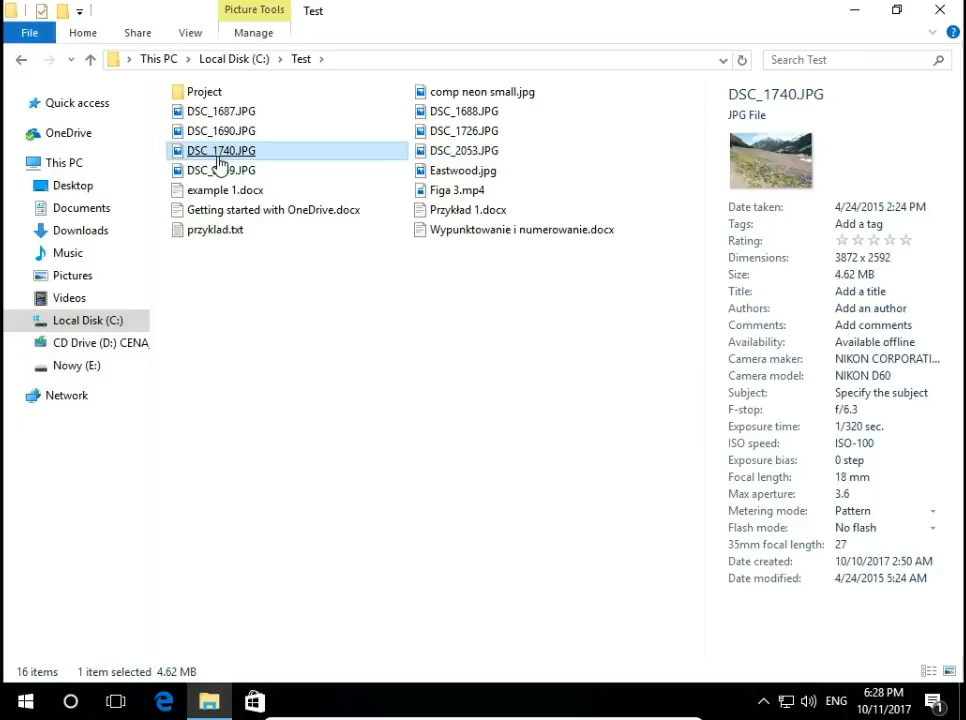 Picture Tools
Test
File
Home
Share
View
Manage
This PC
Local Disk (C:)
Test
Search Test
Quick access
OneDrive
This PC
Desktop
Documents
Downloads
Music
Pictures
Videos
Local Disk (C:)
CD Drive (D:) CENA
Nowy (E:)
Network
Project
DSC_1687.JPG
DSC_1690.JPG
DSC_1740.JPG
example 1.docx
Getting started with OneDrive.docx
przyklad.txt
comp neon small.jpg
DSC_1688.JPG
DSC_1726.JPG
DSC_2053.JPG
Eastwood.jpg
Figa 3.mp4
Przykład 1.docx
Wypunktowanie i numerowanie.docx
DSC_1740.JPG
JPG File
Date taken: 4/24/2015 2:24 PM
Tags: Add a tag
Rating:
Dimensions: 3872 x 2592
Size: 4.62 MB
Title: Add a title
Authors: Add an author
Comments: Add comments
Availability: Available offline
Camera maker: NIKON CORPORATI...
Camera model: NIKON D60
Subject: Specify the subject
F-stop: f/6.3
Exposure time: 1/320 sec.
ISO speed: ISO-100
Exposure bias: 0 step
Focal length: 18 mm
Max aperture: 3.6
Metering mode: Pattern
Flash mode: No flash
35mm focal length: 27
Date created: 10/10/2017 2:50 AM
Date modified: 4/24/2015 5:24 AM
16 items
1 item selected 4.62 MB
ENG
6:28 PM
10/11/2017
1